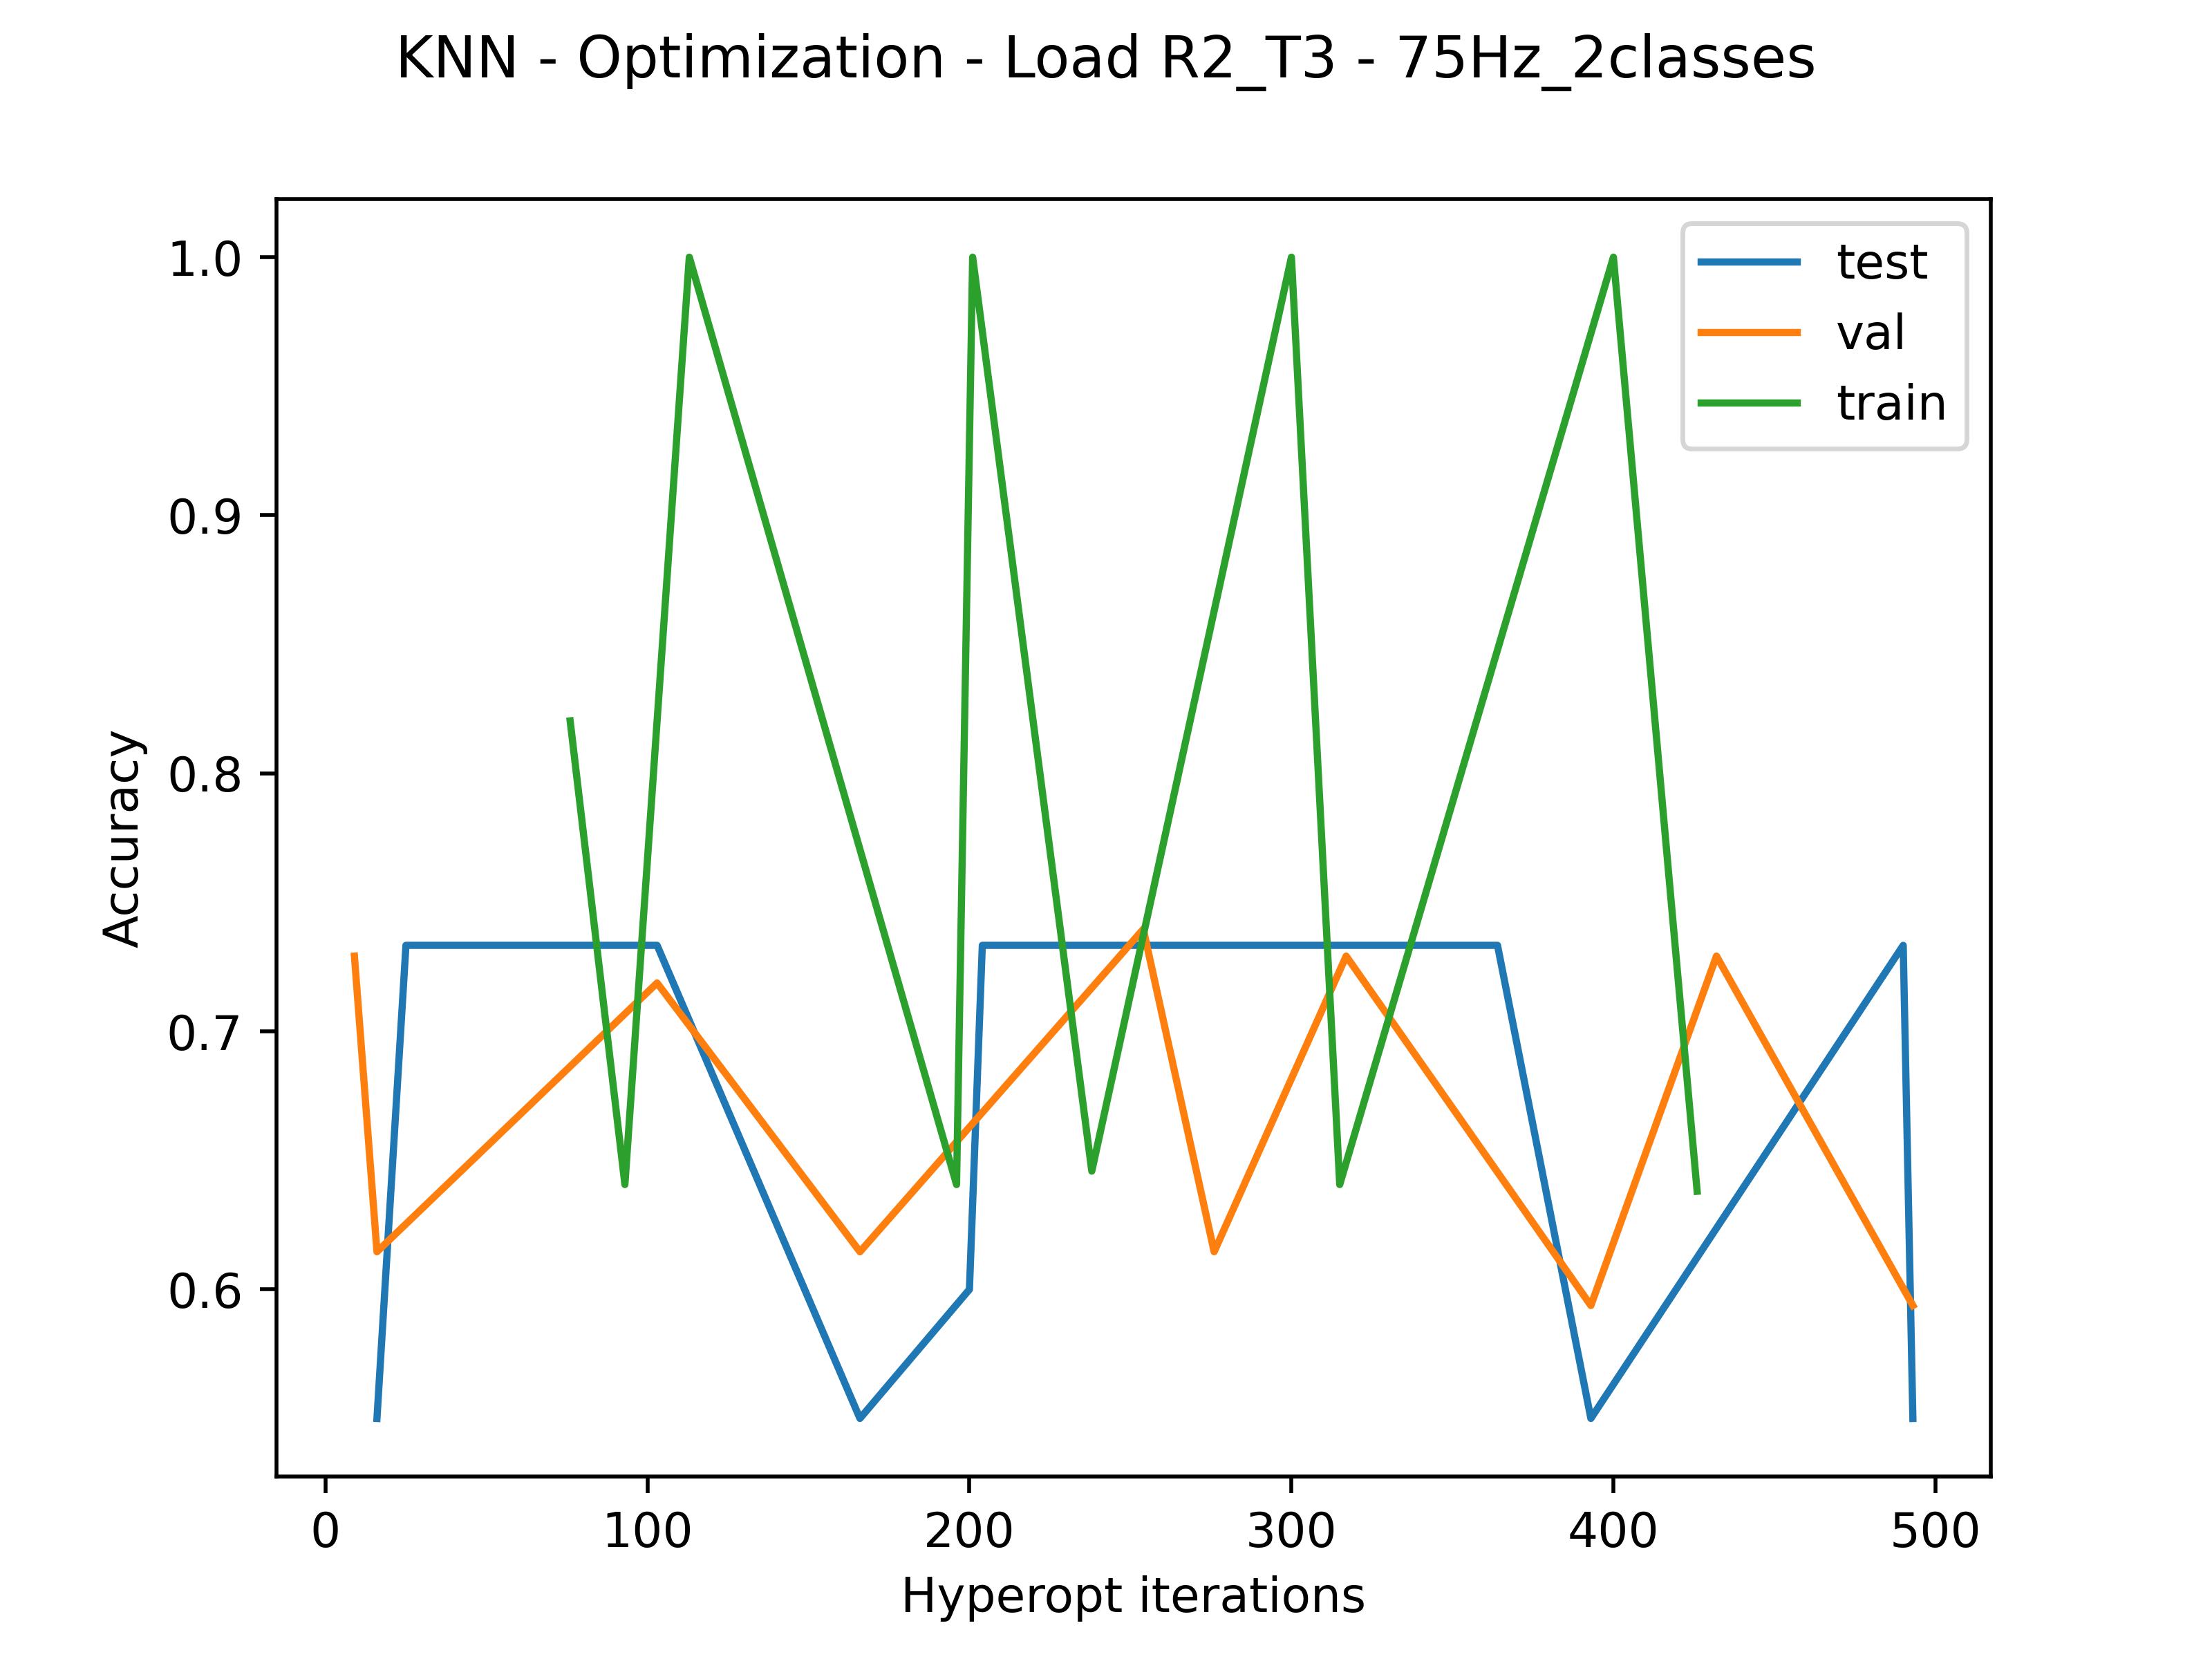 KNN - Optimization - Load R2_T3 - 75Hz_2classes
1.0
0.9
0.8
0.7
0.6
Accuracy
test
val
train
0 100 200 300 400 500
Hyperopt iterations